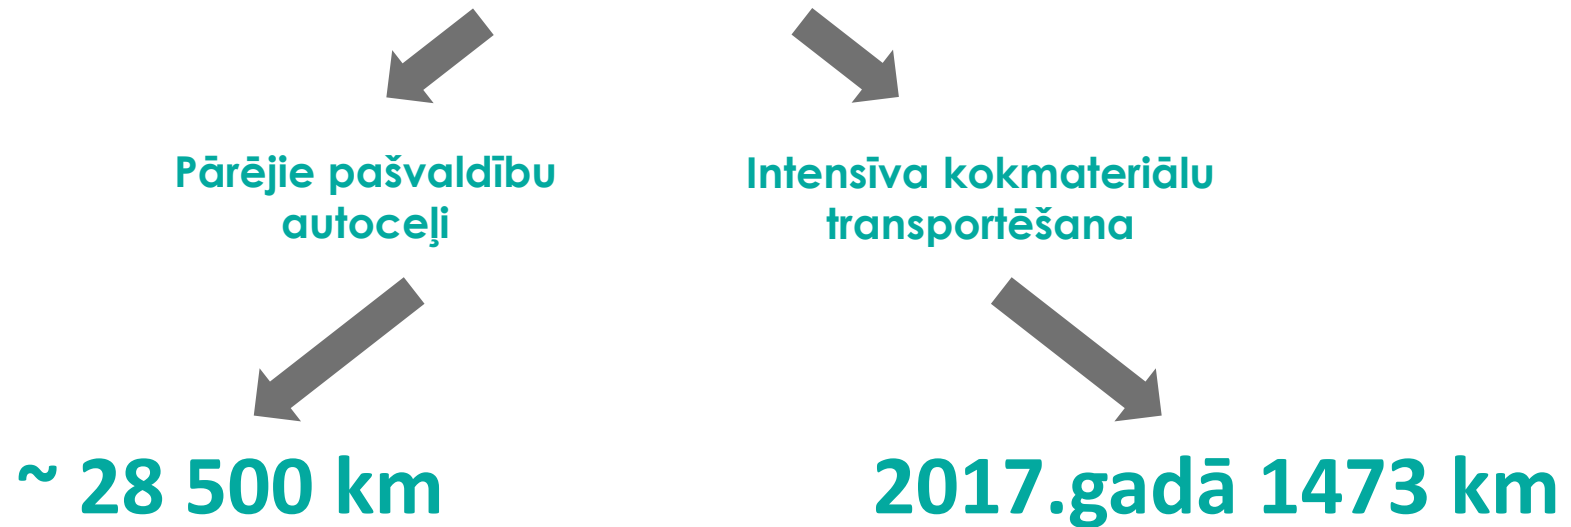 Pārējie pašvaldību
autoceļi
Intensīva kokmateriālu
transportēšana
~ 28 500 km
2017.gadā 1473 km